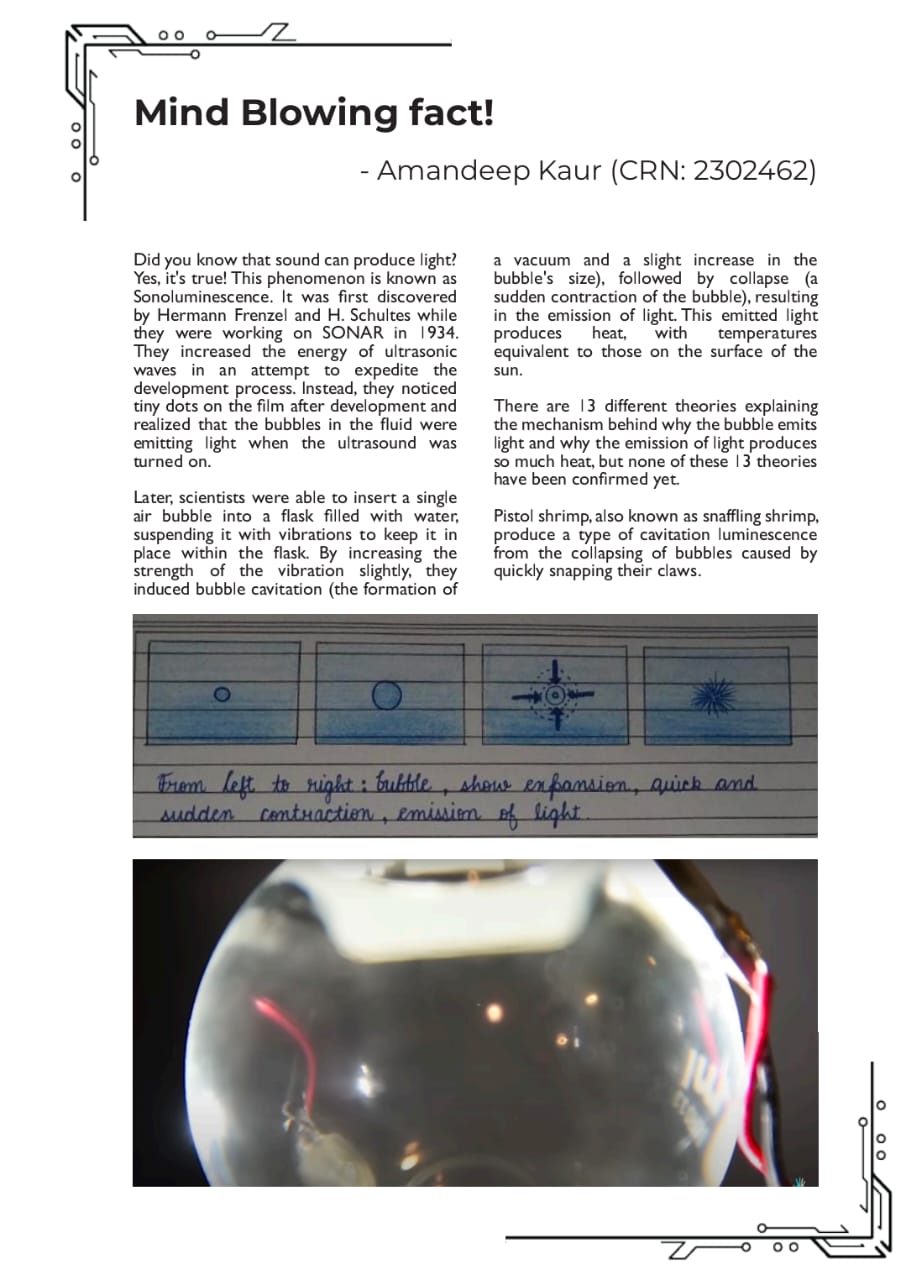 Mind Blowing fact!
- Amandeep Kaur (CRN: 2302462)
Did you know that sound can produce light?
Yes, it's true! This phenomenon is known as
Sonoluminescence. It was first discovered
by Hermann Frenzel and H. Schultes while
they were working on SONAR in 1934.
They increased the energy of ultrasonic
waves in an attempt to expedite the
development process. Instead, they noticed
tiny dots on the film after development and
realized that the bubbles in the fluid were
emitting light when the ultrasound was
turned on.
Later, scientists were able to insert a single
air bubble into a flask filled with water,
suspending it with vibrations to keep it in
place within the flask. By increasing the
strength of the vibration slightly, they
induced bubble cavitation (the formation of
a vacuum and a slight increase in the
bubble's size), followed by collapse (a
sudden contraction of the bubble), resulting
in the emission of light. This emitted light
produces heat, with temperatures
equivalent to those on the surface of the
sun.
There are 13 different theories explaining
the mechanism behind why the bubble emits
light and why the emission of light produces
so much heat, but none of these 13 theories
have been confirmed yet.
Pistol shrimp, also known as snaffling shrimp,
produce a type of cavitation luminescence
from the collapsing of bubbles caused by
quickly snapping their claws.
From left to right : bubble , show expansion, quick and
sudden contraction , emission of light.